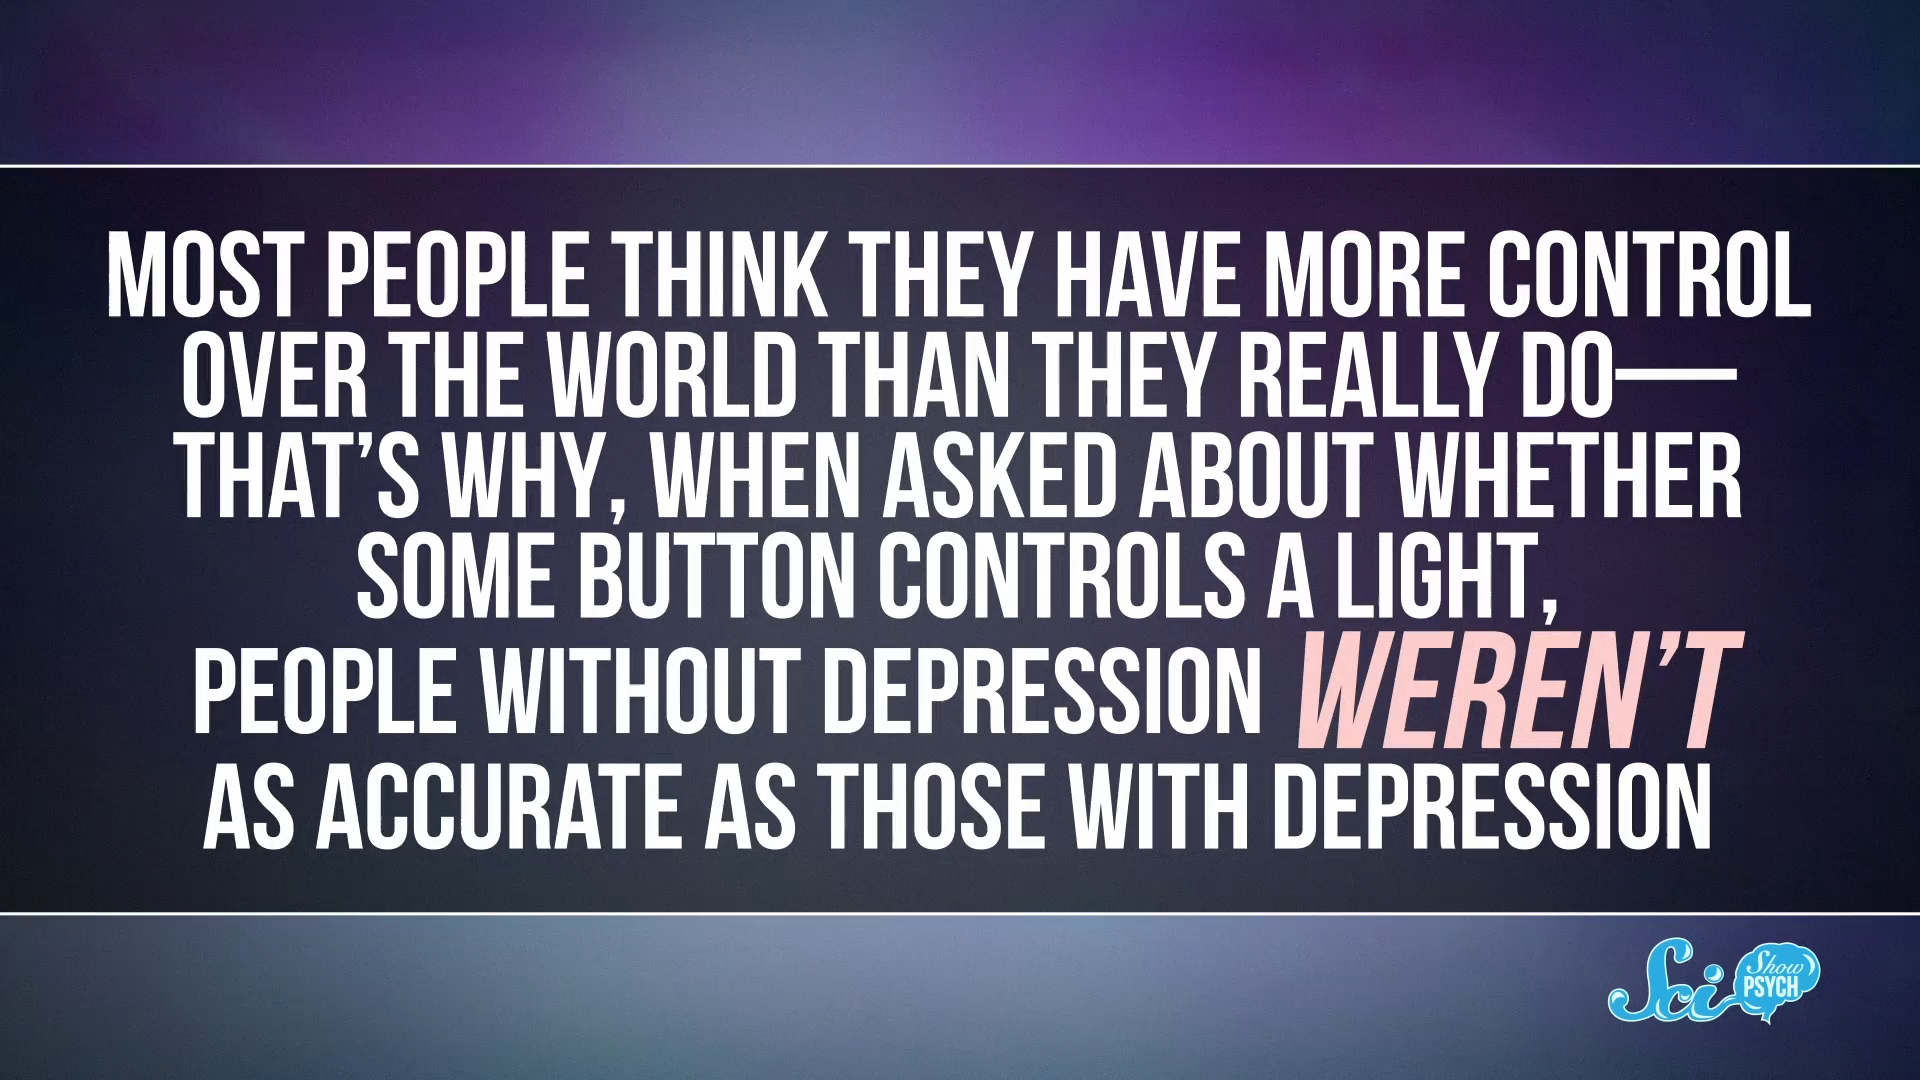 MOST PEOPLE THINK THEY HAVE MORE CONTROL
OVER THE WORLD THAN THEY REALLY DO—
THAT’S WHY, WHEN ASKED ABOUT WHETHER
SOME BUTTON CONTROLS A LIGHT,
PEOPLE WITHOUT DEPRESSION WEREN’T
AS ACCURATE AS THOSE WITH DEPRESSION
Sci Show
PSYCH